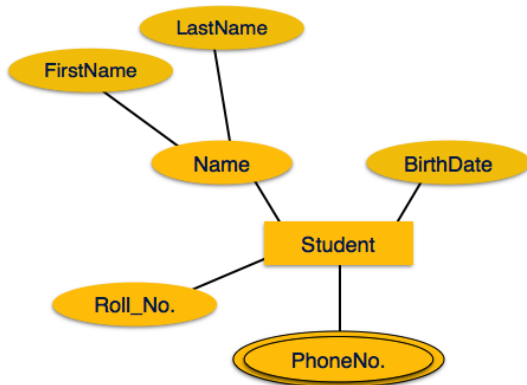 LastName
FirstName
Name
BirthDate
Student
Roll_No.
PhoneNo.